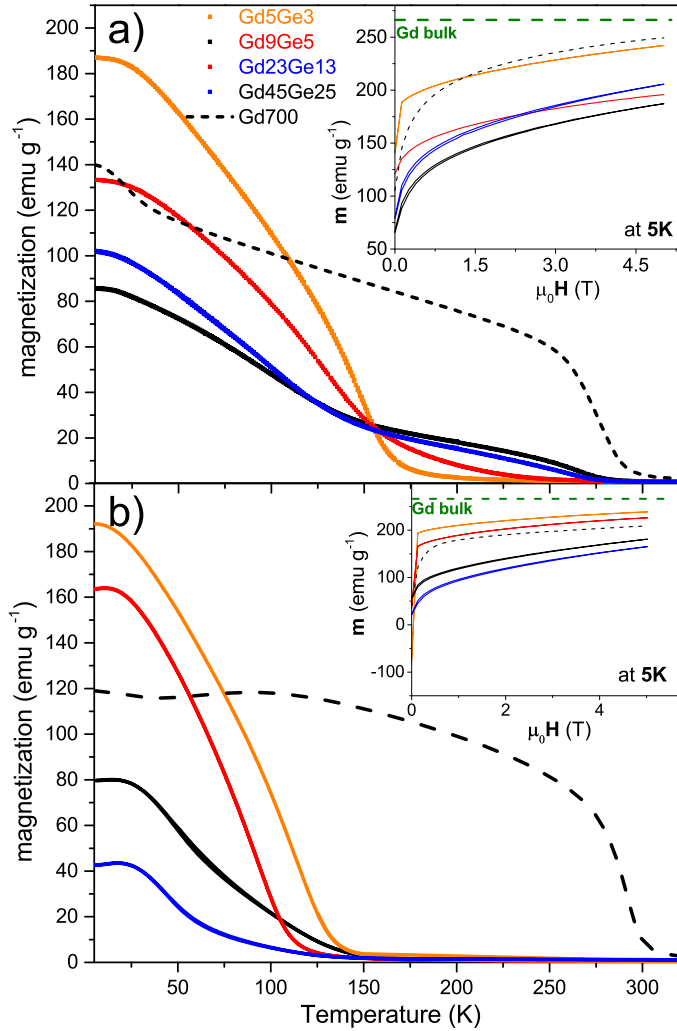 a)
Gd5Ge3
Gd9Ge5
Gd23Ge13
Gd45Ge25
Gd700
magnetization (emu g⁻¹)
210
200
180
160
140
120
100
80
60
40
20
0
Gd bulk
m (emu g⁻¹)
250
200
150
100
50
0.0 1.5 3.0 4.5
μ₀H (T)
at 5K
b)
magnetization (emu g⁻¹)
200
180
160
140
120
100
80
60
40
20
0
Gd bulk
m (emu g⁻¹)
200
100
0
-100
0 2 4
μ₀H (T)
at 5K
50 100 150 200 250 300
Temperature (K)